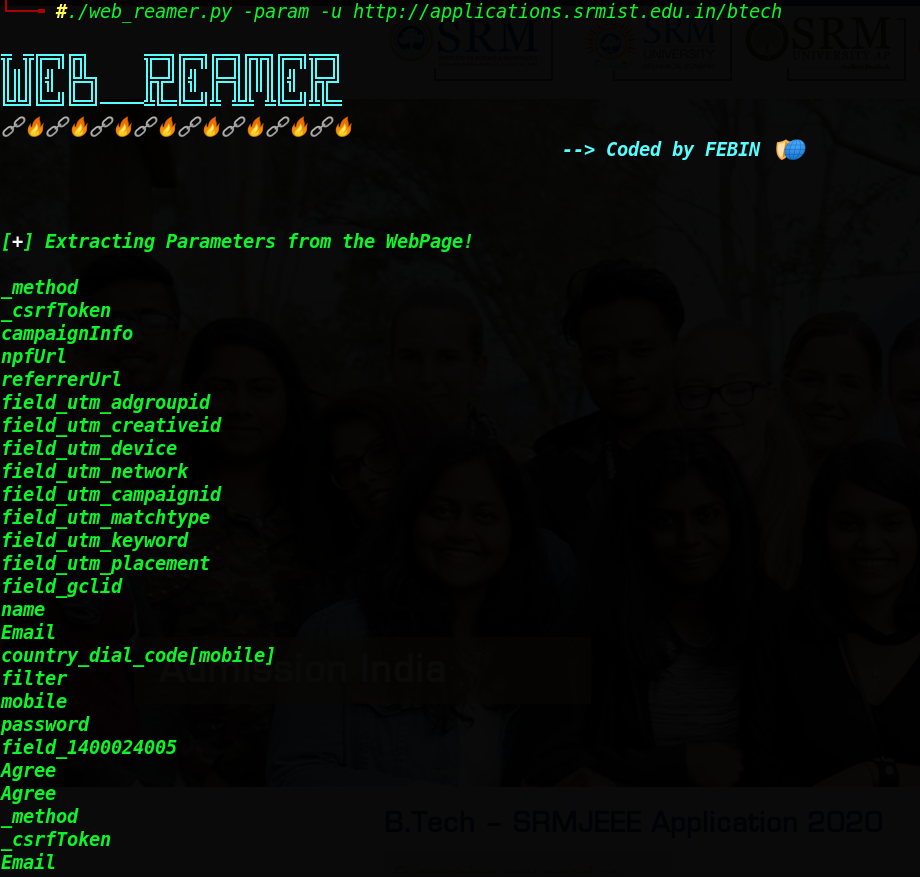 #./web_reamer.py -param -u http://applications.srmist.edu.in/btech
SRM
SRM
SRM
WEB_REAMER
--> Coded by FEBIN
[+] Extracting Parameters from the WebPage!
_method
_csrfToken
campaignInfo
npfUrl
referrerUrl
field_utm_adgroupid
field_utm_creativeid
field_utm_device
field_utm_network
field_utm_campaignid
field_utm_matchtype
field_utm_keyword
field_utm_placement
field_gclid
name
Email
country_dial_code[mobile]
filter
Admission India
mobile
password
field_1400024005
Agree
Agree
_method
B.Tech - SRMJEEE Application 2020
_csrfToken
Email